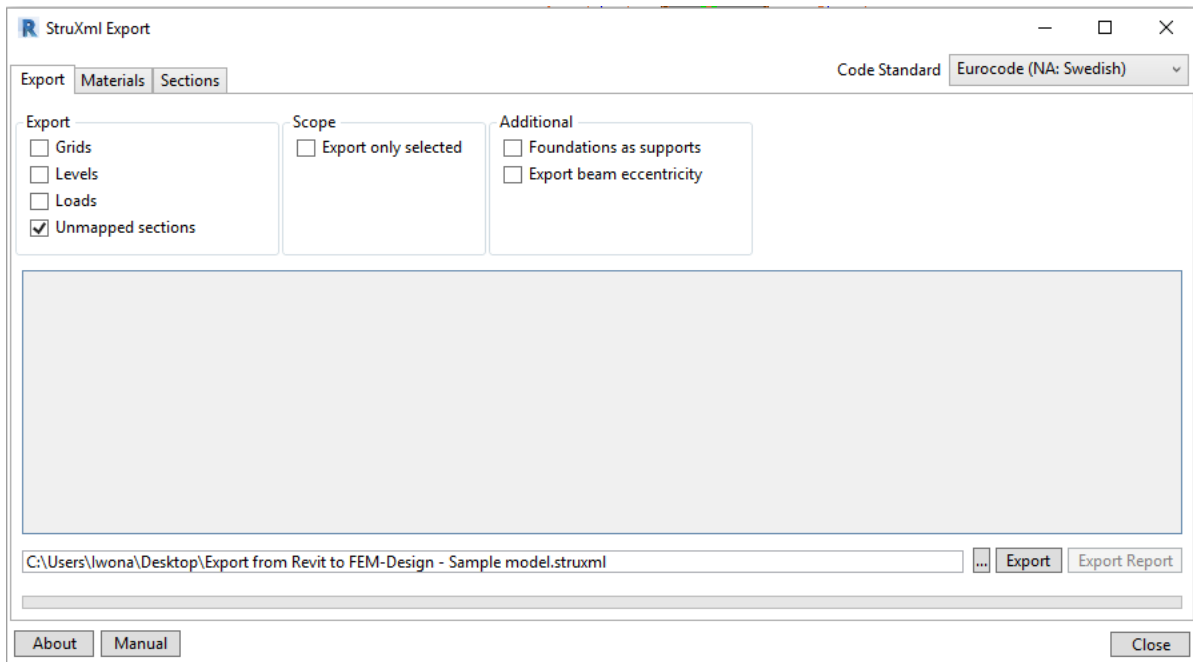 StruXml Export
Export Materials Sections
Code Standard Eurocode (NA: Swedish)
Export
Grids
Levels
Loads
Unmapped sections
Scope
Export only selected
Additional
Foundations as supports
Export beam eccentricity
C:\Users\Iwona\Desktop\Export from Revit to FEM-Design - Sample model.struxml
... Export Export Report
About Manual Close